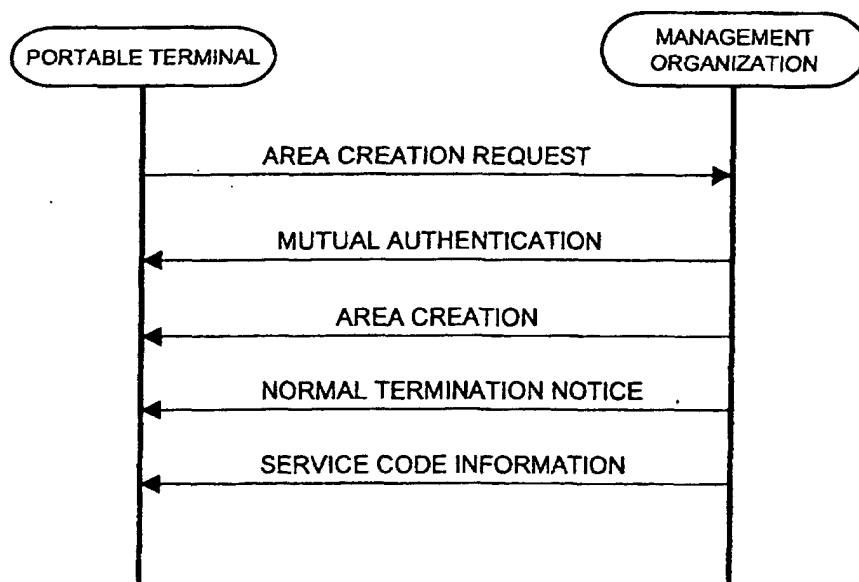 PORTABLE TERMINAL
MANAGEMENT
ORGANIZATION
AREA CREATION REQUEST
MUTUAL AUTHENTICATION
AREA CREATION
NORMAL TERMINATION NOTICE
SERVICE CODE INFORMATION